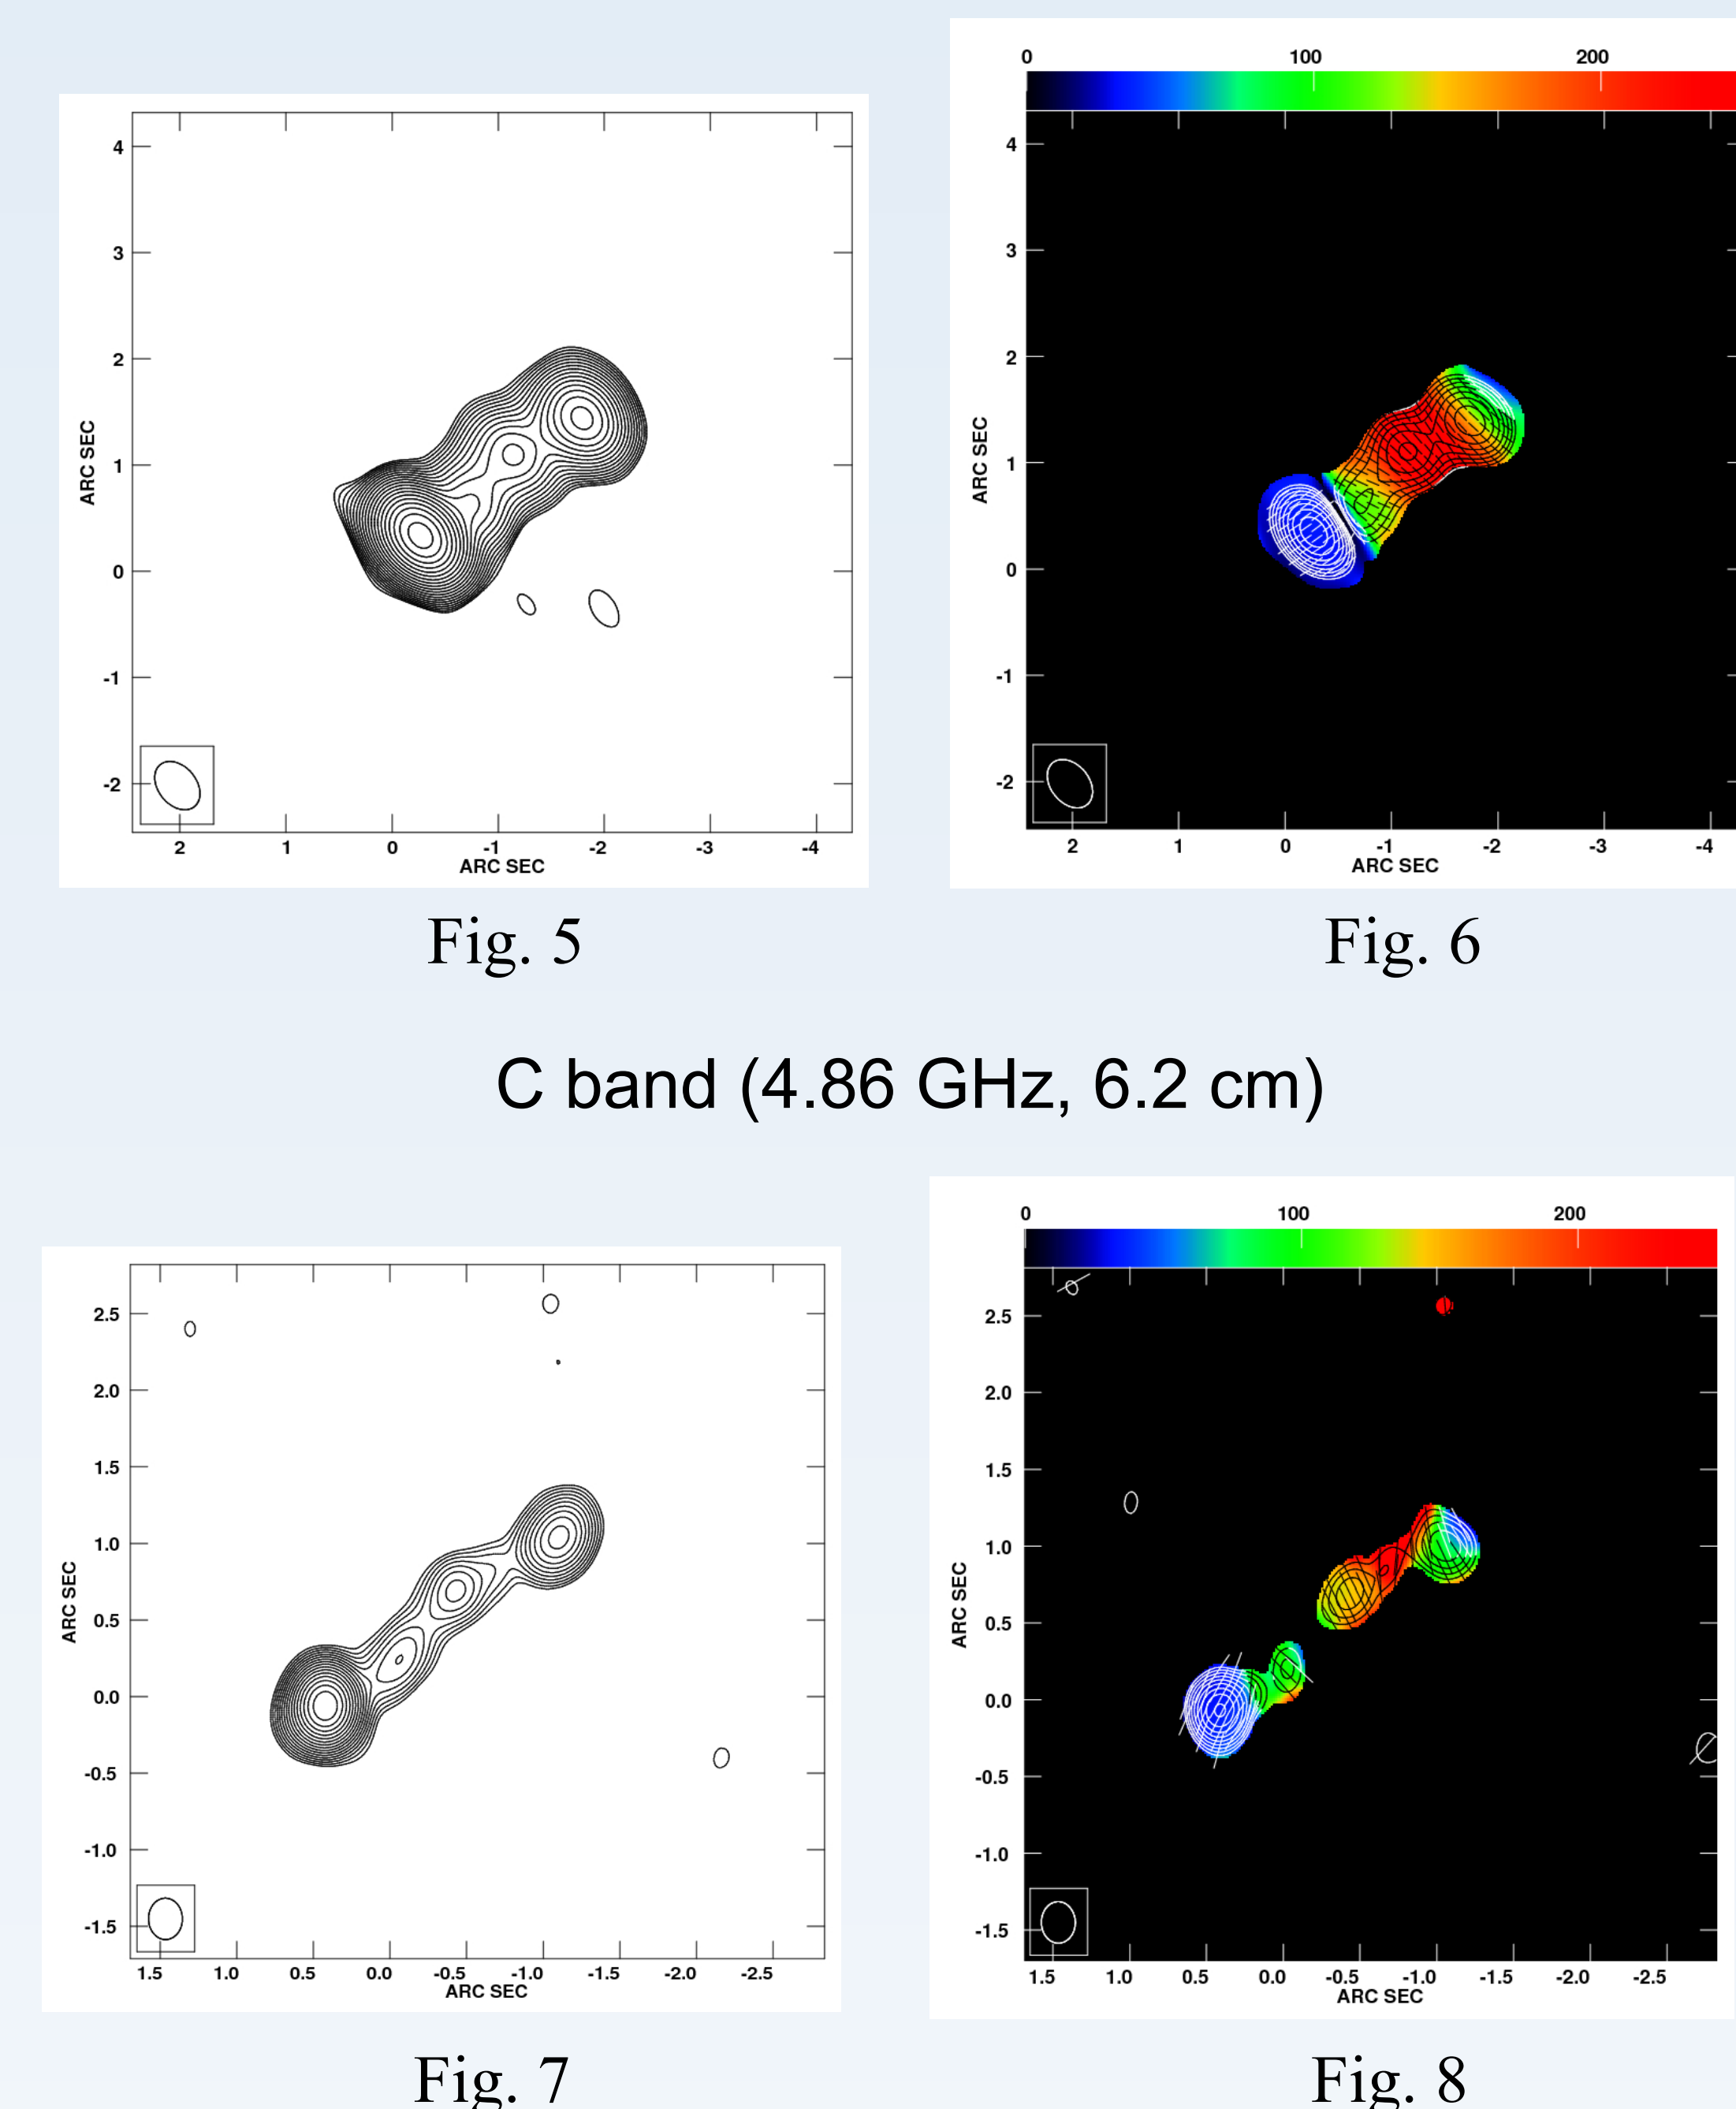 0 100 200
4
3
2
1
0
-1
-2
ARC SEC
2 1 0 -1 -2 -3 -4
ARC SEC
4
3
2
1
0
-1
-2
ARC SEC
2 1 0 -1 -2 -3 -4
ARC SEC
Fig. 5
Fig. 6
C band (4.86 GHz, 6.2 cm)
2.5
2.0
1.5
1.0
0.5
0.0
-0.5
-1.0
-1.5
ARC SEC
1.5 1.0 0.5 0.0 -0.5 -1.0 -1.5 -2.0 -2.5
ARC SEC
0 100 200
2.5
2.0
1.5
1.0
0.5
0.0
-0.5
-1.0
-1.5
ARC SEC
1.5 1.0 0.5 0.0 -0.5 -1.0 -1.5 -2.0 -2.5
ARC SEC
Fig. 7
Fig. 8